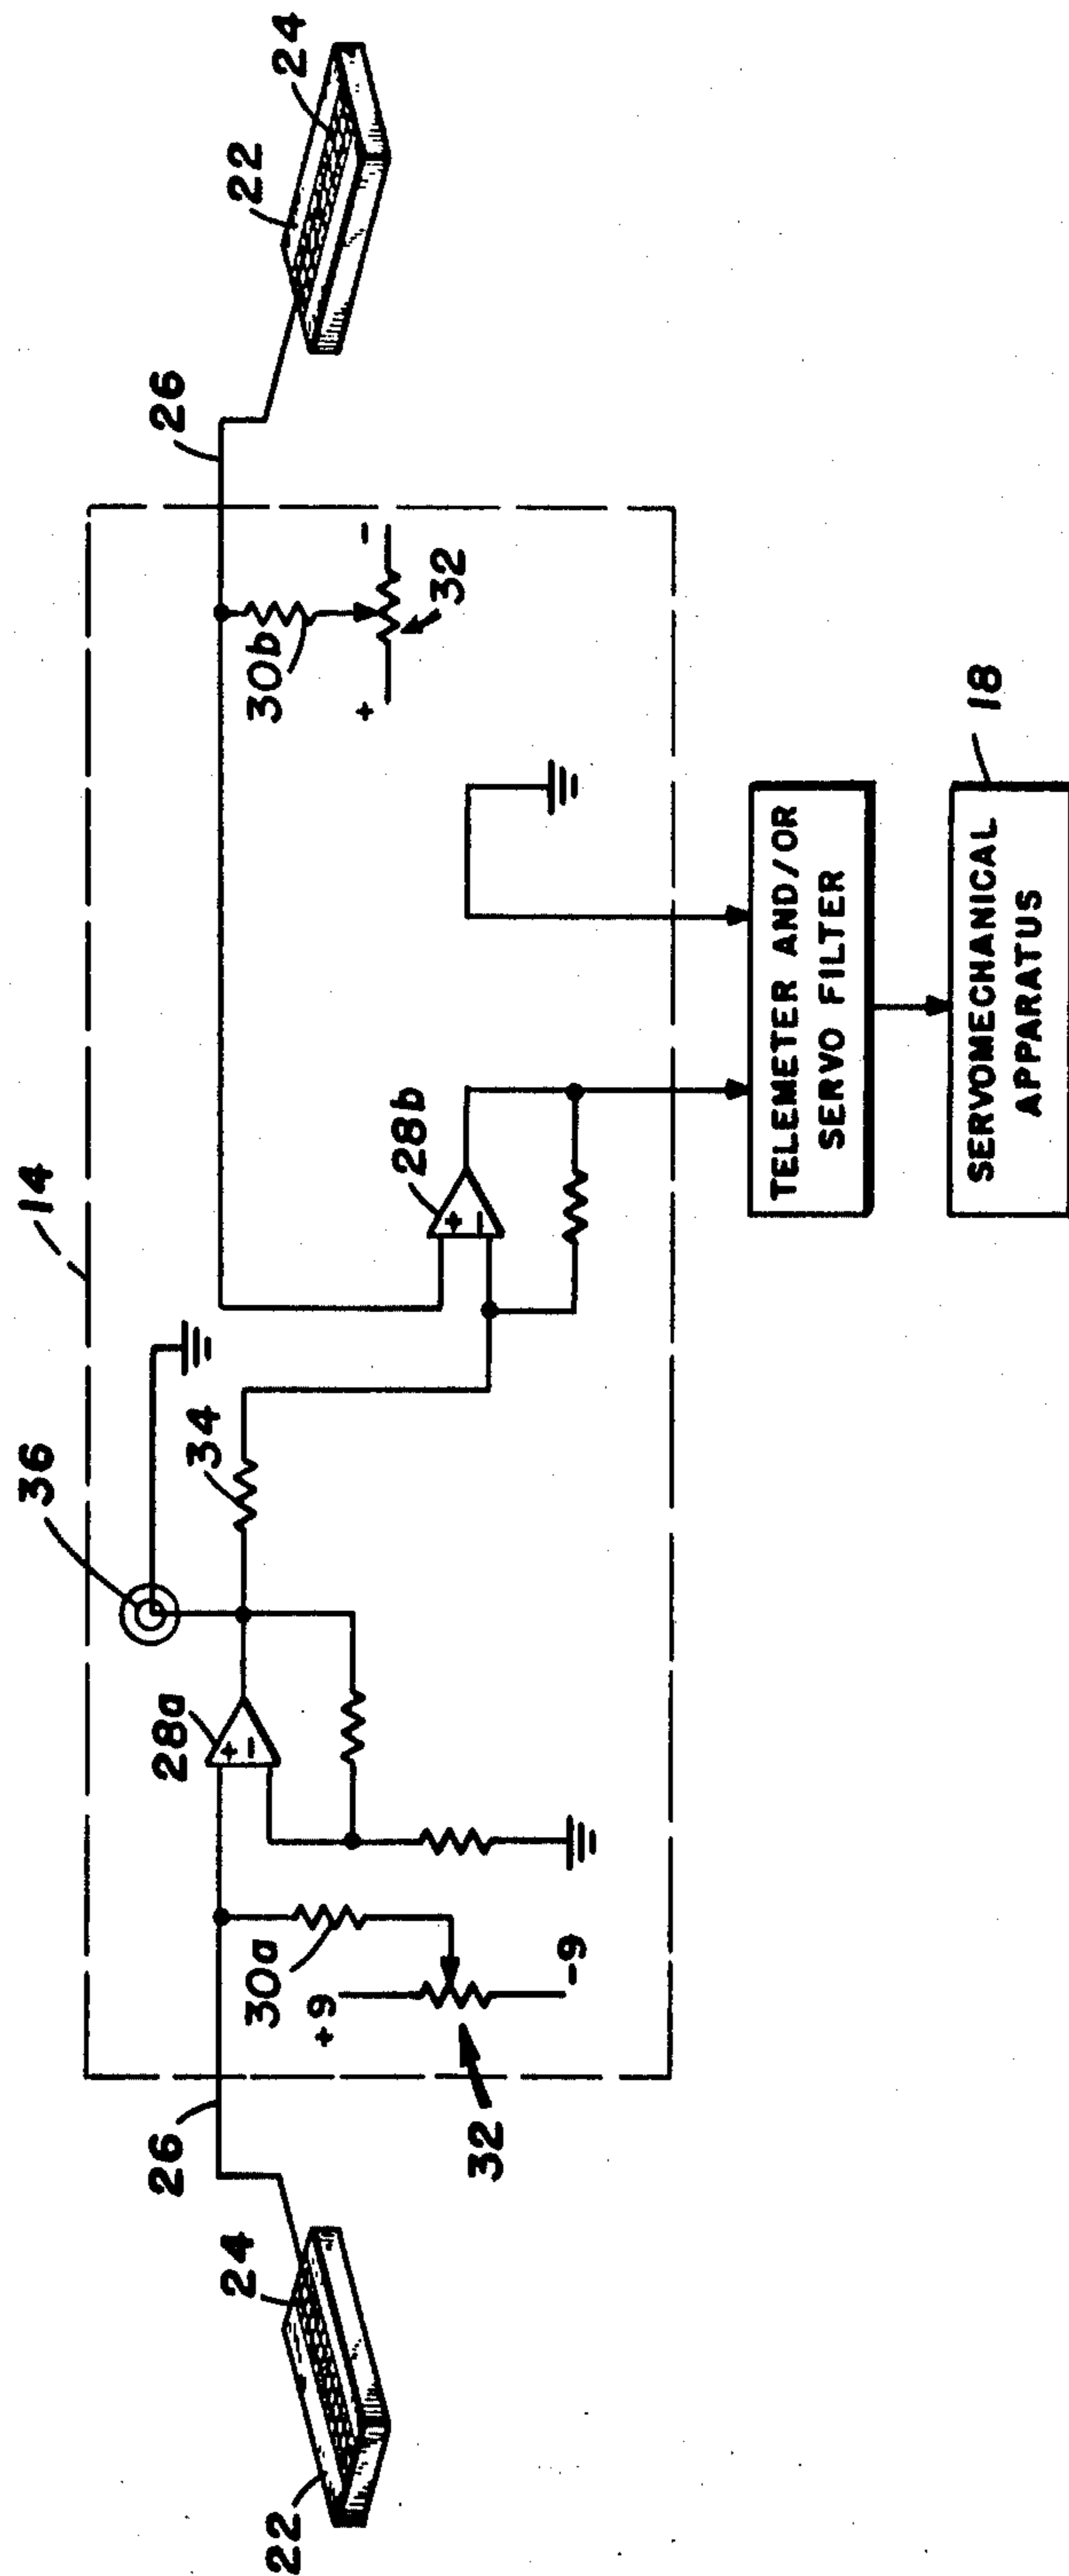 14
36
22
24
26
28a
34
30a
+9
-9
32
+
-
28b
+
-
26
22
24
30b
+
-
32
TELEMETER AND/OR
SERVO FILTER
SERVOMECHANICAL
APPARATUS
18